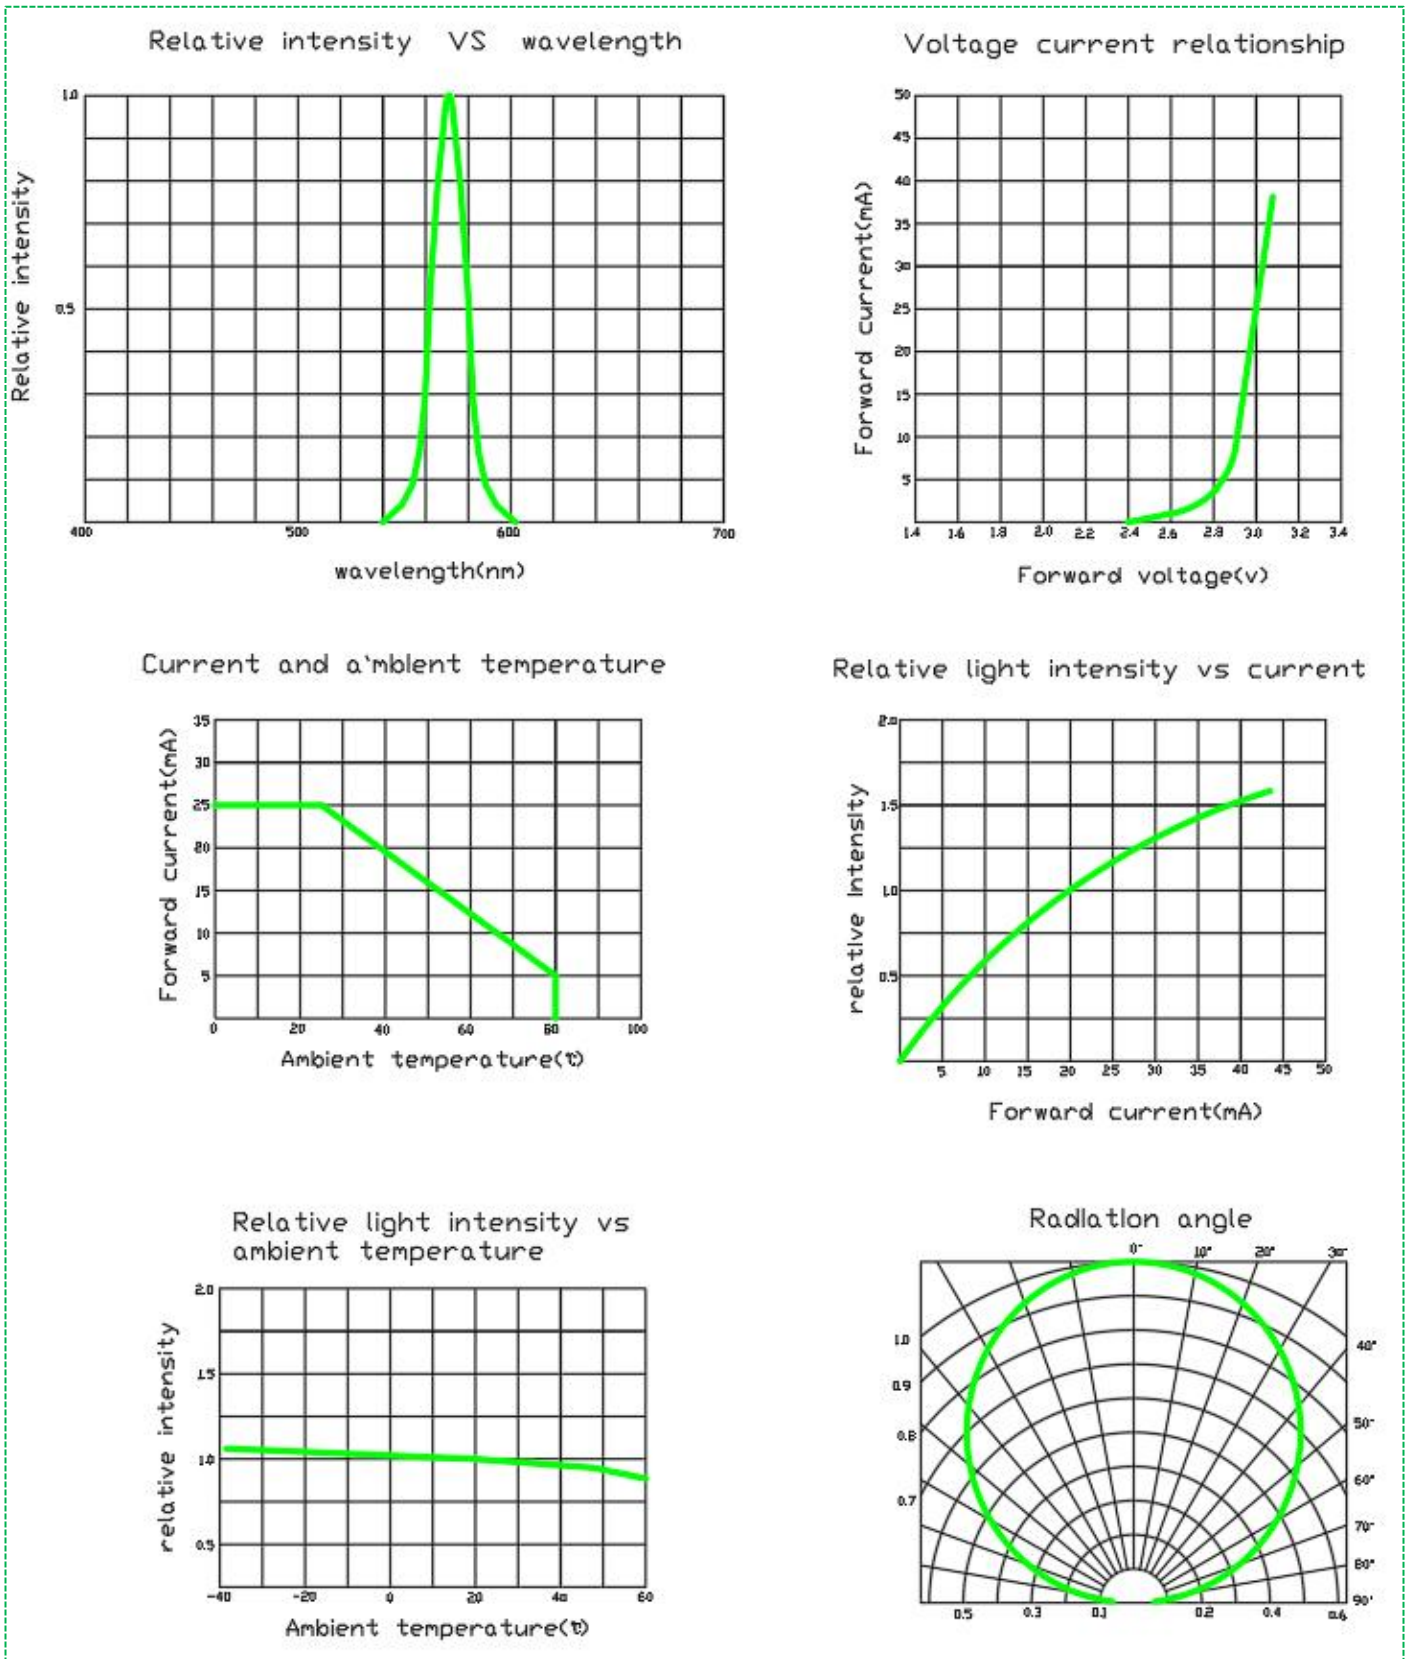 Relative intensity VS wavelength
1.0
0.5
Relative intensity
400 500 600 700
wavelength(nm)
Voltage current relationship
50
45
40
35
30
25
20
15
10
5
Forward current(mA)
1.4 1.6 1.8 2.0 2.2 2.4 2.6 2.8 3.0 3.2 3.4
Forward voltage(v)
Current and a`mblent temperature
35
30
25
20
15
10
5
Forward current(mA)
0 20 40 60 80 100
Ambient temperature(℃)
Relative light intensity vs current
2.0
1.5
1.0
0.5
relative intensity
5 10 15 20 25 30 35 40 45 50
Forward current(mA)
Relative light intensity vs
ambient temperature
2.0
1.5
1.0
0.5
relative intensity
-40 -20 0 20 40 60
Ambient temperature(℃)
Radiation angle
0° 10° 20° 30°
40°
50°
60°
70°
80°
90°
1.0
0.9
0.8
0.7
0.5 0.3 0.1 0.2 0.4 0.6